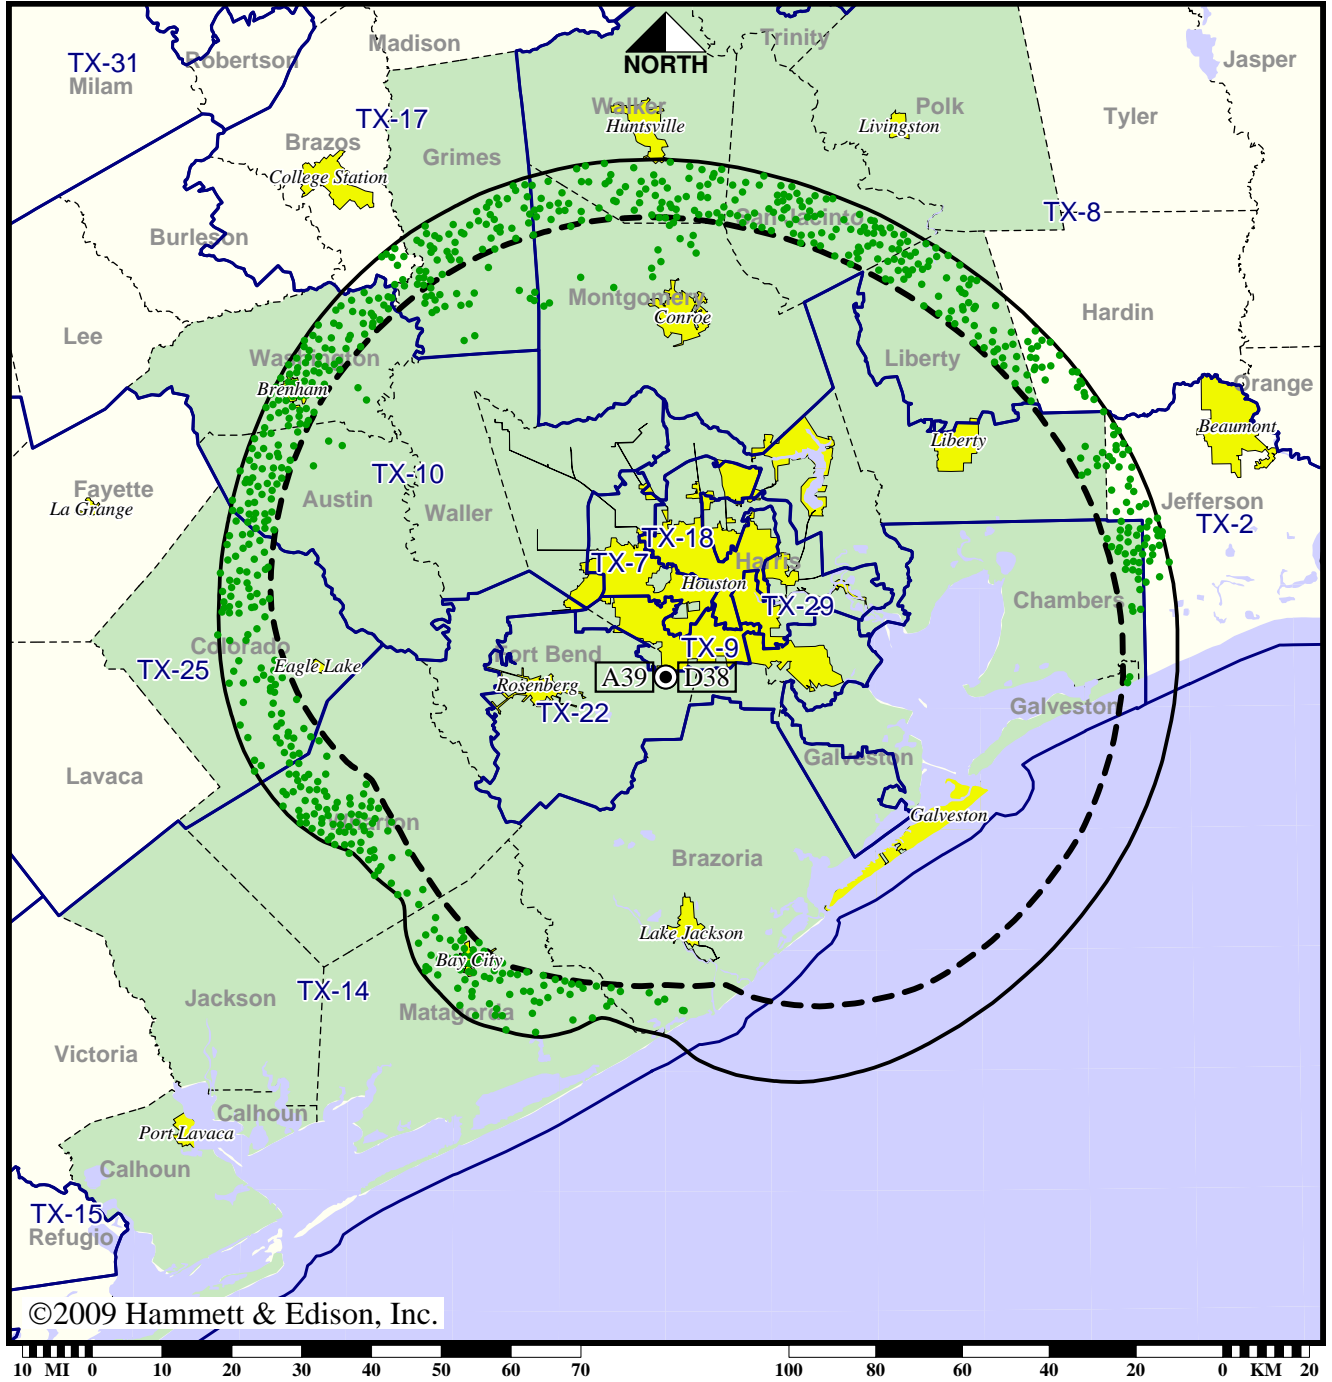 Madison
Trinity
Robertson
TX-31
Jasper
NORTH
Milam
Walker
Polk
TX-17
Huntsville
Livingston
Tyler
Brazos
Grimes
College Station
TX-8
San Jacinto
Burleson
Montgomery
Conroe
Hardin
Lee
Washington
Liberty
Brenham
Orange
Beaumont
Liberty
TX-10
Fayette
Austin
La Grange
Waller
Jefferson
TX-2
TX-18
TX-7
Harris
Houston
Chambers
TX-29
Colorado
TX-9
Fort Bend
Eagle Lake
TX-25
A39
D38
Rosenberg
Galveston
TX-22
Galveston
Lavaca
Galveston
Wharton
Brazoria
Lake Jackson
Bay City
TX-14
Jackson
Matagorda
Victoria
Calhoun
Port Lavaca
Calhoun
TX-15
Refugio
©2009 Hammett & Edison, Inc.
10 MI 0 10 20 30 40 50 60 70 100 80 60 40 20 0 KM 20